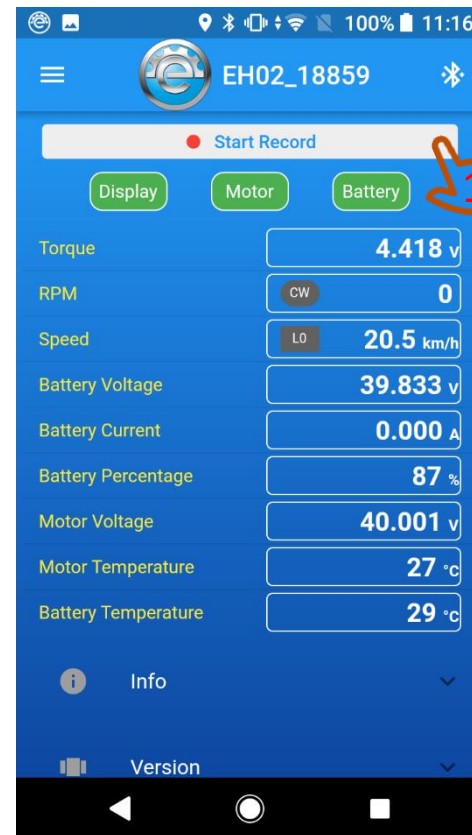 100% 11:16
EH02_18859
Start Record
Display Motor Battery
Torque 4.418 V
RPM CW 0
Speed L0 20.5 km/h
Battery Voltage 39.833 V
Battery Current 0.000 A
Battery Percentage 87 %
Motor Voltage 40.001 V
Motor Temperature 27 °C
Battery Temperature 29 °C
Info
Version